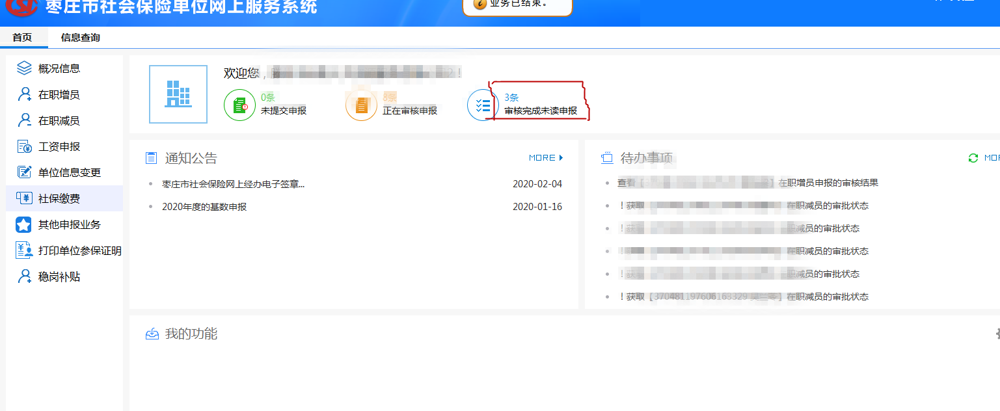 枣庄市社会保险单位网上服务系统
业务已结束。
首页
信息查询
概况信息
在职增员
在职减员
工资申报
单位信息变更
社保缴费
其他申报业务
打印单位参保证明
稳岗补贴
欢迎您,
0条
未提交申报
8条
正在审核申报
3条
审核完成未读申报
通知公告
MORE
枣庄市社会保险网上经办电子签章...
2020-02-04
2020年度的基数申报
2020-01-16
待办事项
查看【 】在职增员申报的审核结果
！获取 在职减员的审批状态
！获 职减员的审批状态
！ 在职减员的审批状态
！获 职减员的审批状态
！获取【 】在职减员的审批状态
我的功能